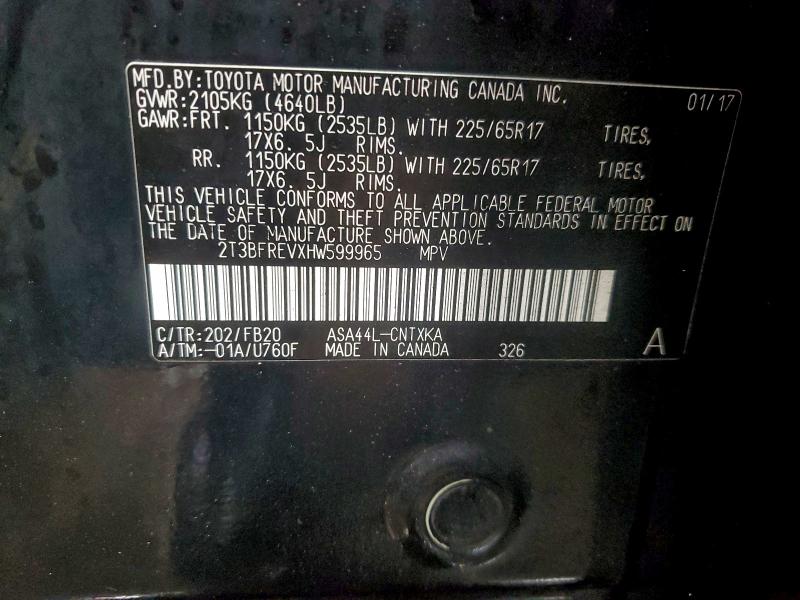 MFD.BY:TOYOTA MOTOR MANUFACTURING CANADA INC. 01/17
GVWR:2105KG (4640LB)
GAWR:FRT. 1150KG (2535LB) WITH 225/65R17 TIRES,
17X6. 5J RIMS.
RR. 1150KG (2535LB) WITH 225/65R17 TIRES,
17X6. 5J RIMS.
THIS VEHICLE CONFORMS TO ALL APPLICABLE FEDERAL MOTOR
VEHICLE SAFETY AND THEFT PREVENTION STANDARDS IN EFFECT ON
THE DATE OF MANUFACTURE SHOWN ABOVE.
2T3BFREVXHW599965 MPV
C/TR:202/FB20 ASA44L-CNTXKA
A/TM:-01A/U760F MADE IN CANADA 326 A